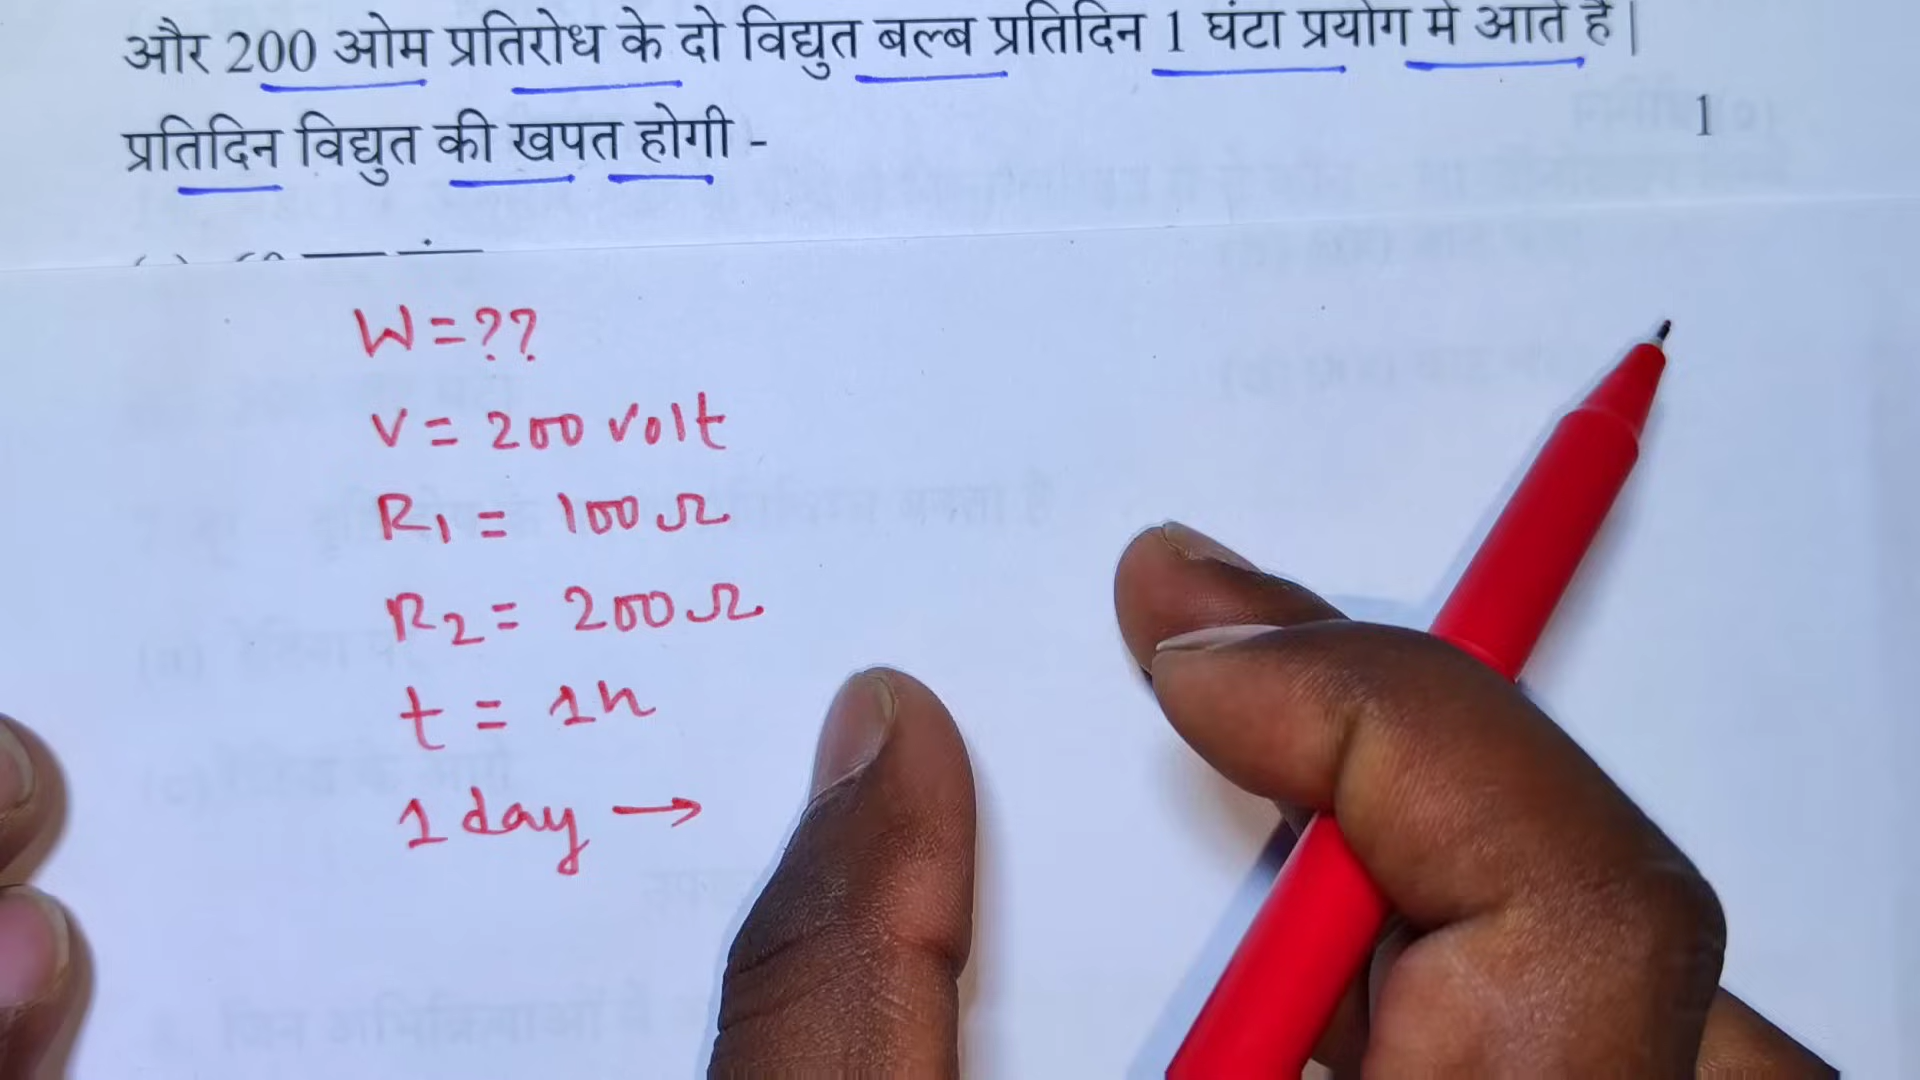 और 200 ओम प्रतिरोध के दो विद्युत बल्ब प्रतिदिन 1 घंटा प्रयोग में आते है |
प्रतिदिन विद्युत की खपत होगी -
1
W = ??
V = 200 volt
R1 = 100 Ω
R2 = 200 Ω
t = 1h
1 day →